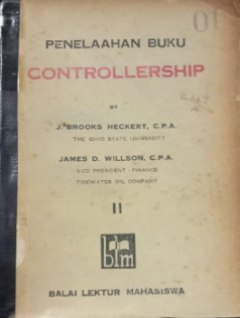 01
PENELAAHAN BUKU
CONTROLLERSHIP
BY
J. BROOKS HECKERT, C.P.A.
THE OHIO STATE UNIVERSITY
JAMES D. WILLSON, C.P.A.
VICE PRESIDENT - FINANCE
TIDEWATER OIL COMPANY
II
blm
BALAI LEKTUR MAHASISWA